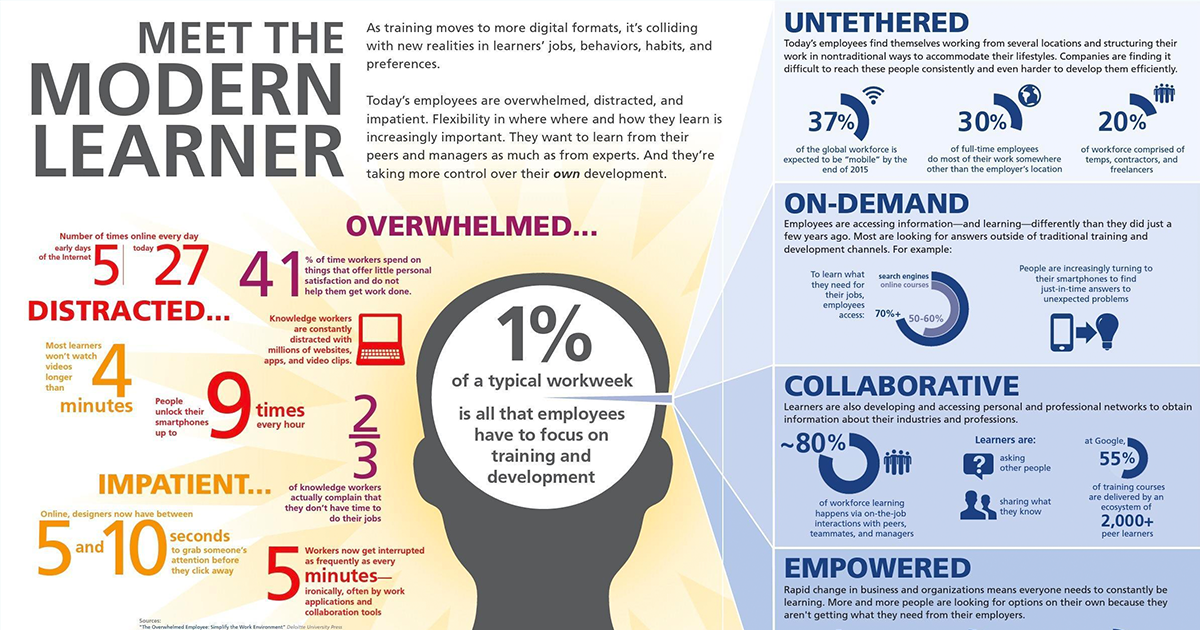 MEET THE
MODERN
LEARNER
As training moves to more digital formats, it's colliding
with new realities in learners' jobs, behaviors, habits, and
preferences.
Today's employees are overwhelmed, distracted, and
impatient. Flexibility in where where and how they learn is
increasingly important. They want to learn from their
peers and managers as much as from experts. And they're
taking more control over their own development.
OVERWHELMED...
Number of times online every day
early days
of the Internet
5
today
27
41
% of time workers spend on
things that offer little personal
satisfaction and do not
help them get work done.
DISTRACTED...
Knowledge workers
are constantly
distracted with
millions of websites,
apps, and video clips.
Most learners
won't watch
videos
longer
than
4
minutes
People
unlock their
smartphones
up to
9
times
every hour
2
3
of knowledge workers
actually complain that
they don't have time to
do their jobs
IMPATIENT...
Online, designers now have between
5 and 10
seconds
to grab someone's
attention before
they click away
5
Workers now get interrupted
as frequently as every
minutes—
ironically, often by work
applications and
collaboration tools
Sources:
"The Overwhelmed Employee: Simplify the Work Environment" Deloitte University Press
1%
of a typical workweek
is all that employees
have to focus on
training and
development
UNTETHERED
Today's employees find themselves working from several locations and structuring their
work in nontraditional ways to accommodate their lifestyles. Companies are finding it
difficult to reach these people consistently and even harder to develop them efficiently.
37%
of the global workforce is
expected to be "mobile" by the
end of 2015
30%
of full-time employees
do most of their work somewhere
other than the employer's location
20%
of workforce comprised of
temps, contractors, and
freelancers
ON-DEMAND
Employees are accessing information—and learning—differently than they did just a
few years ago. Most are looking for answers outside of traditional training and
development channels. For example:
To learn what
they need for
their jobs,
employees
access:
search engines
online courses
70%+
50-60%
People are increasingly turning to
their smartphones to find
just-in-time answers to
unexpected problems
COLLABORATIVE
Learners are also developing and accessing personal and professional networks to obtain
information about their industries and professions.
~80%
of workforce learning
happens via on-the-job
interactions with peers,
teammates, and managers
Learners are:
?
asking
other people
sharing what
they know
at Google,
55%
of training courses
are delivered by an
ecosystem of
2,000+
peer learners
EMPOWERED
Rapid change in business and organizations means everyone needs to constantly be
learning. More and more people are looking for options on their own because they
aren't getting what they need from their employers.